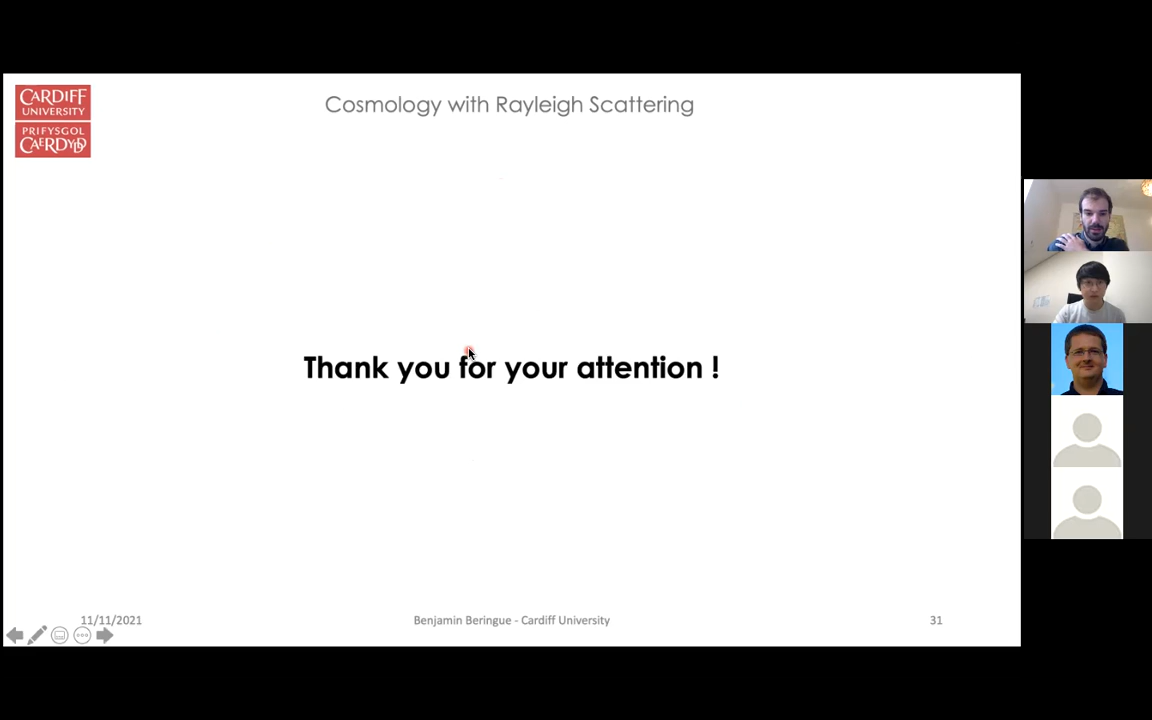 CARDIFF
UNIVERSITY
PRIFYSGOL
CAERDYDD
Cosmology with Rayleigh Scattering
Thank you for your attention !
11/11/2021
Benjamin Beringue - Cardiff University
31